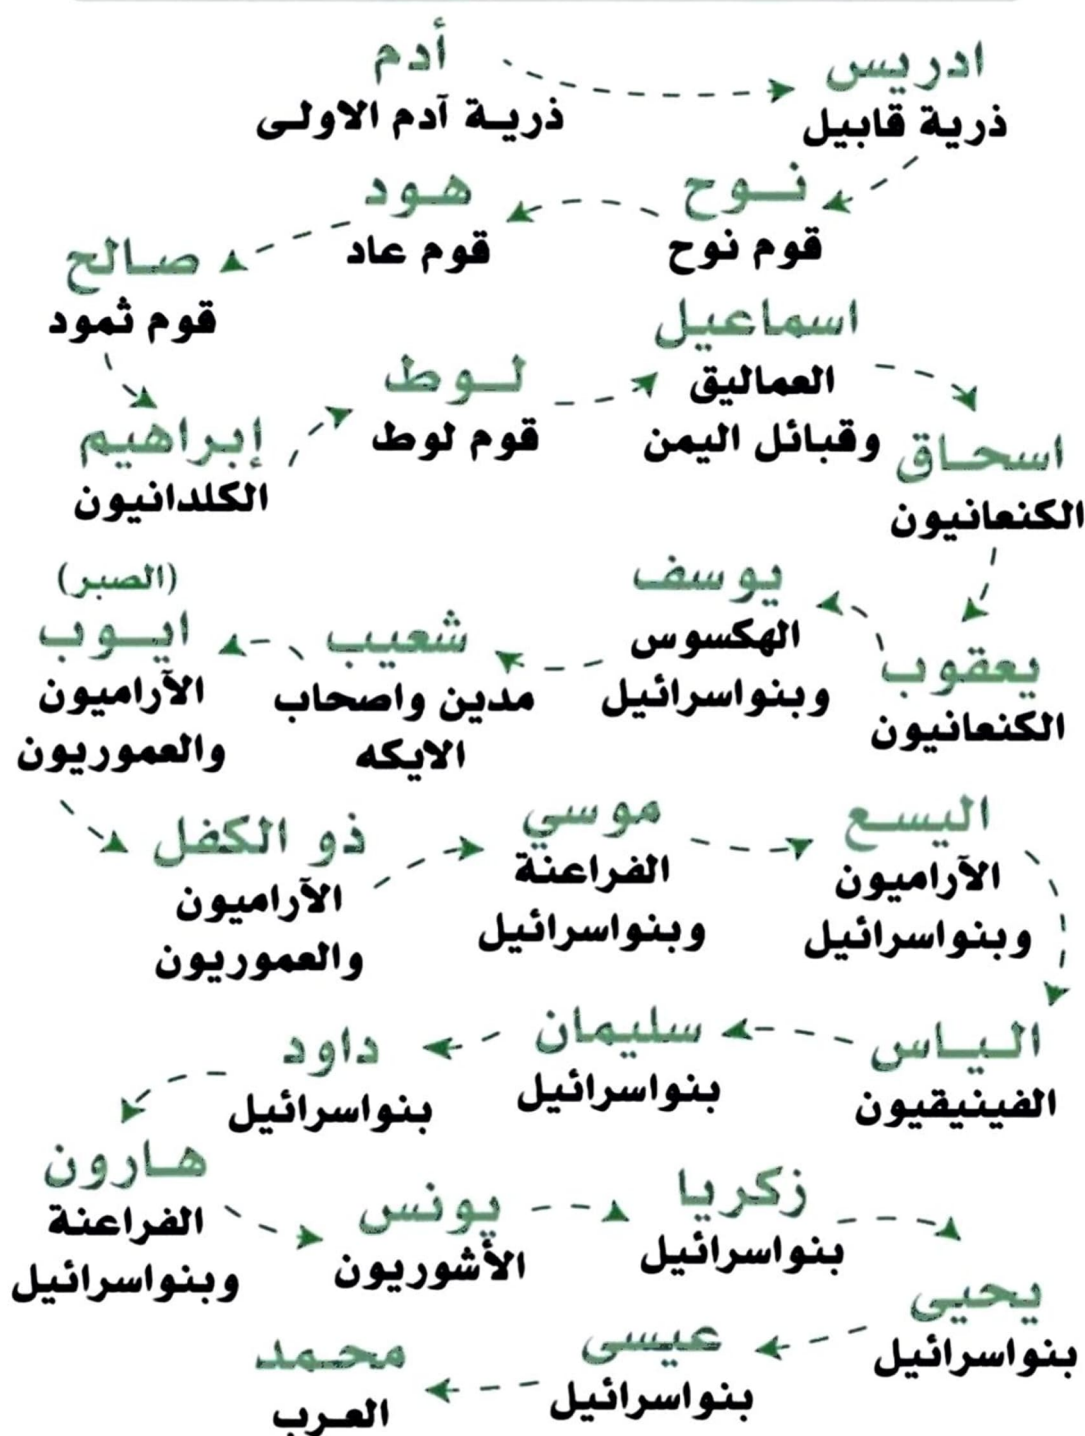 أدم
ذرية آدم الاولى
ادريس
ذرية قابيل
نوح
قوم نوح
هود
قوم عاد
صالح
قوم ثمود
إبراهيم
الكلدانيون
لوط
قوم لوط
اسماعيل
العماليق
وقبائل اليمن
اسحاق
الكنعانيون
يعقوب
الكنعانيون
يوسف
الهكسوس
وبنواسرائيل
شعيب
مدين واصحاب
الايكه
(الصبر)
ايوب
الآراميون
والعموريون
ذو الكفل
الآراميون
والعموريون
موسي
الفراعنة
وبنواسرائيل
اليسع
الآراميون
وبنواسرائيل
الياس
الفينيقيون
سليمان
بنواسرائيل
داود
بنواسرائيل
هارون
الفراعنة
وبنواسرائيل
يونس
الأشوريون
زكريا
بنواسرائيل
يحيى
بنواسرائيل
عيسى
بنواسرائيل
محمد
العرب